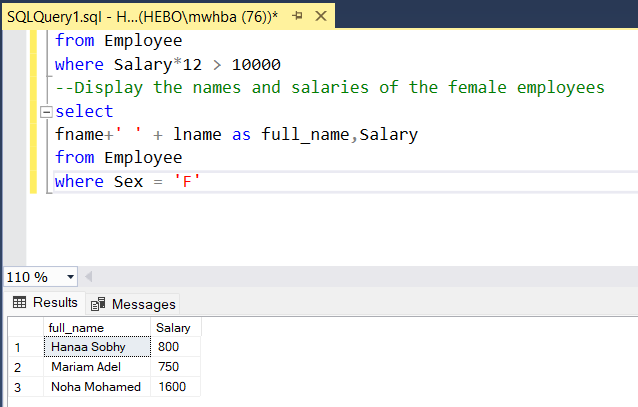 SQLQuery1.sql - H...(HEBO\mwhba (76))*
from Employee
where Salary*12 > 10000
--Display the names and salaries of the female employees
select
fname+' ' + lname as full_name,Salary
from Employee
where Sex = 'F'
110 %
Results Messages
full_name Salary
1 Hanaa Sobhy 800
2 Mariam Adel 750
3 Noha Mohamed 1600